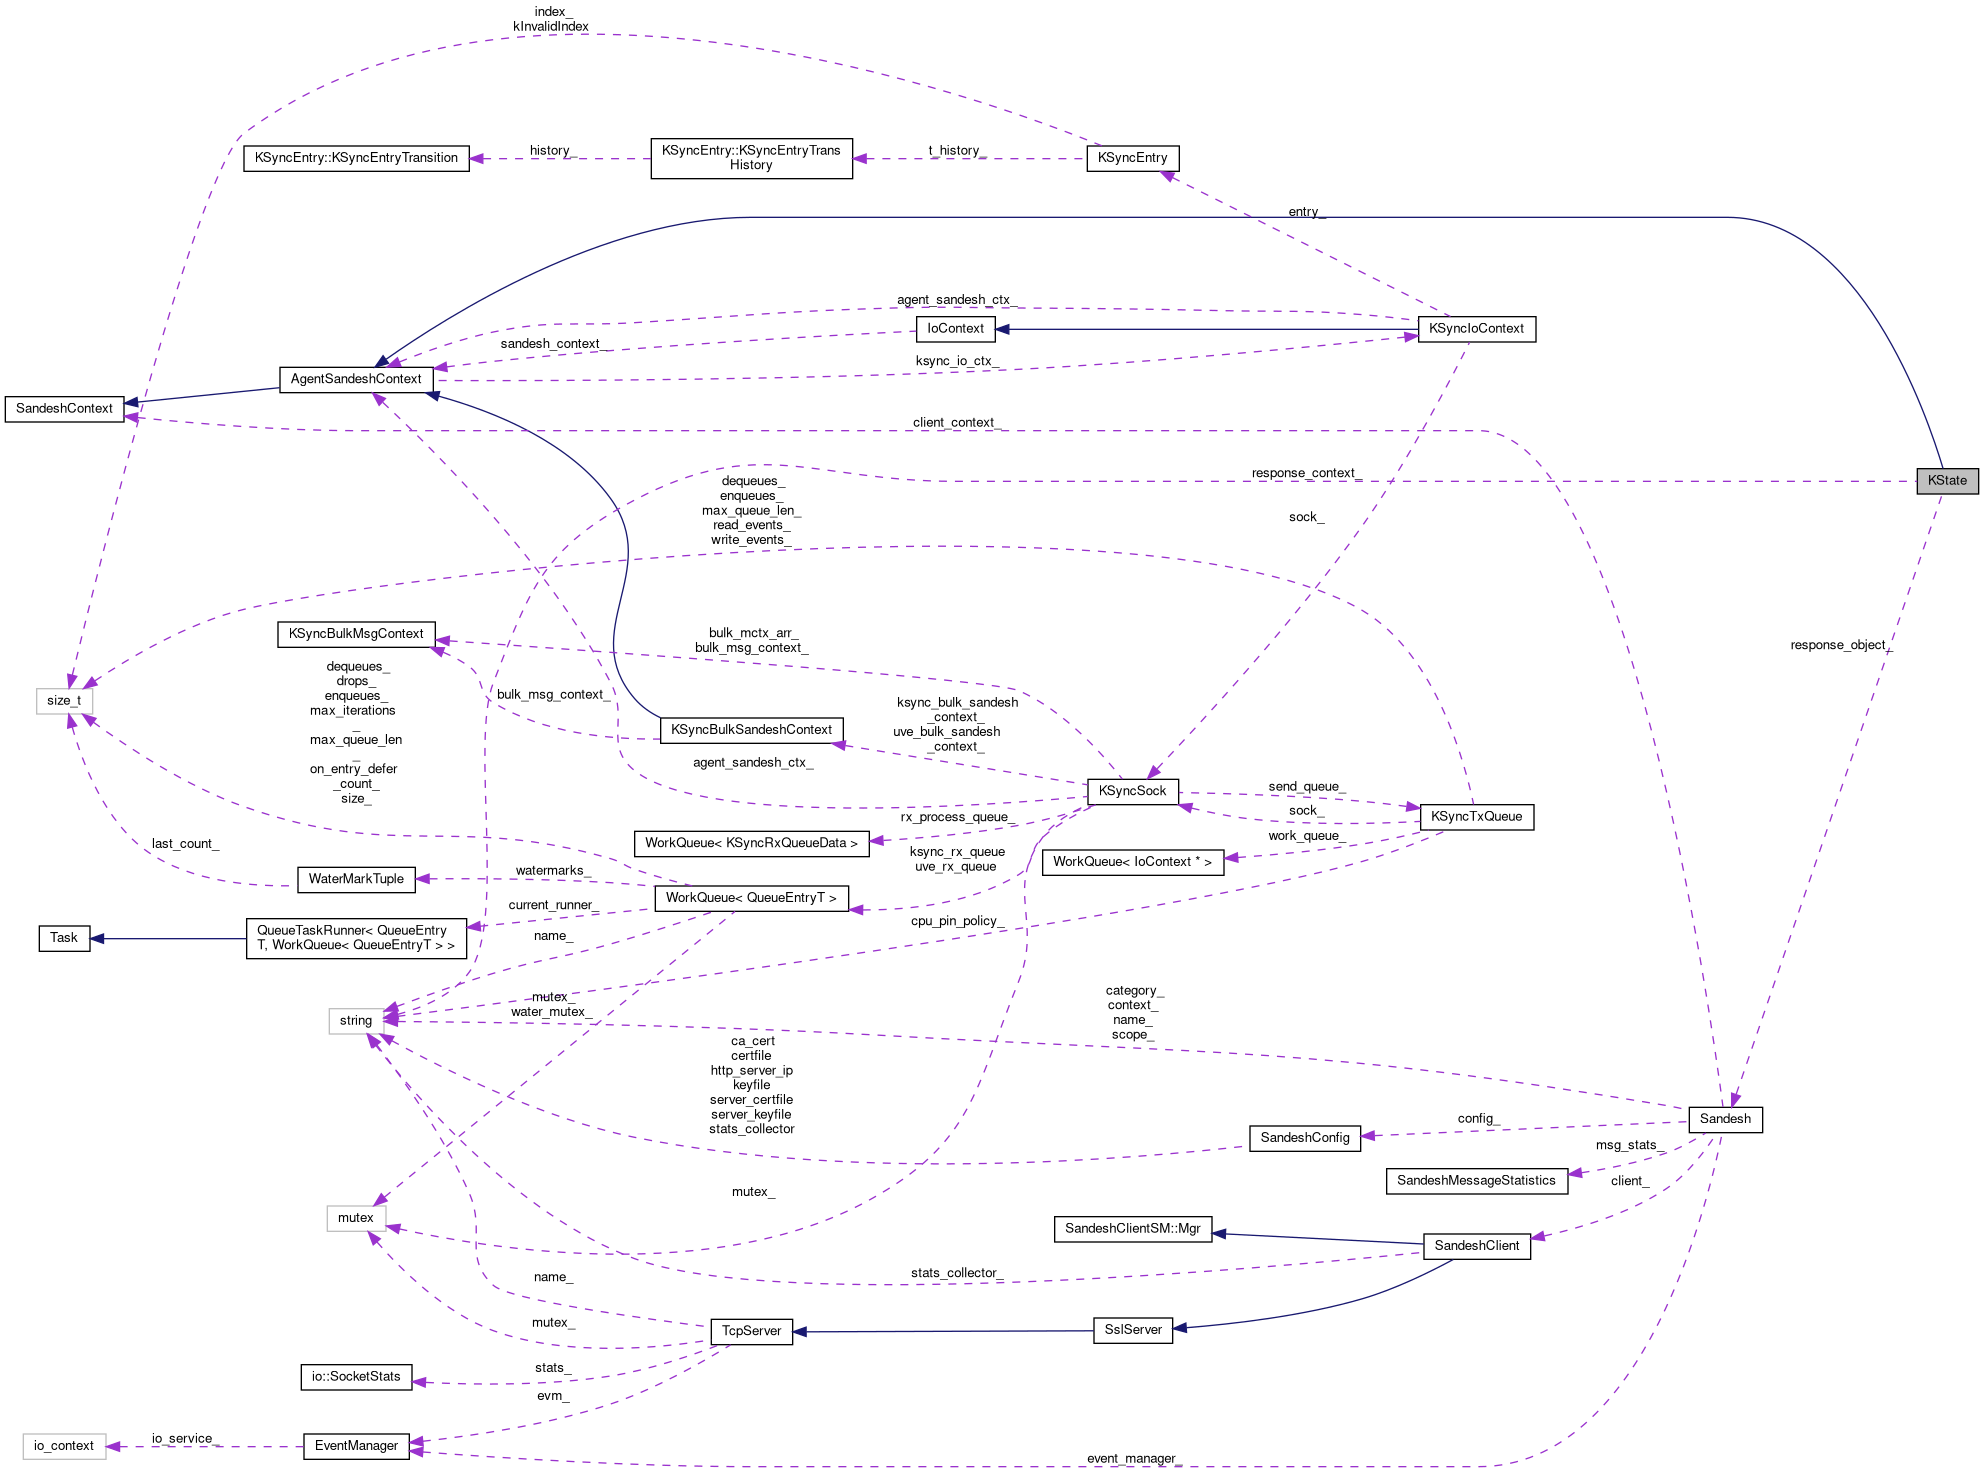 index_
kInvalidIndex
KSyncEntry::KSyncEntryTransition
history_
KSyncEntry::KSyncEntryTrans
History
t_history_
KSyncEntry
entry_
agent_sandesh_ctx_
IoContext
KSyncIoContext
sandesh_context_
ksync_io_ctx_
AgentSandeshContext
SandeshContext
client_context_
response_context_
KState
dequeues_
enqueues_
max_queue_len_
read_events_
write_events_
sock_
KSyncBulkMsgContext
bulk_mctx_arr_
bulk_msg_context_
response_object_
dequeues_
drops_
enqueues_
max_iterations
_
max_queue_len
_
on_entry_defer
_count_
size_
size_t
bulk_msg_context_
ksync_bulk_sandesh
_context_
uve_bulk_sandesh
_context_
KSyncBulkSandeshContext
agent_sandesh_ctx_
KSyncSock
send_queue_
sock_
KSyncTxQueue
rx_process_queue_
work_queue_
WorkQueue< KSyncRxQueueData >
last_count_
ksync_rx_queue
uve_rx_queue
WorkQueue< IoContext * >
WaterMarkTuple
watermarks_
WorkQueue< QueueEntryT >
current_runner_
cpu_pin_policy_
Task
QueueTaskRunner< QueueEntry
T, WorkQueue< QueueEntryT > >
name_
mutex_
water_mutex_
string
category_
context_
name_
scope_
ca_cert
certfile
http_server_ip
keyfile
server_certfile
server_keyfile
stats_collector
Sandesh
config_
SandeshConfig
msg_stats_
SandeshMessageStatistics
client_
mutex_
mutex
SandeshClientSM::Mgr
SandeshClient
stats_collector_
name_
mutex_
TcpServer
SslServer
io::SocketStats
stats_
evm_
io_context
io_service_
EventManager
event_manager_